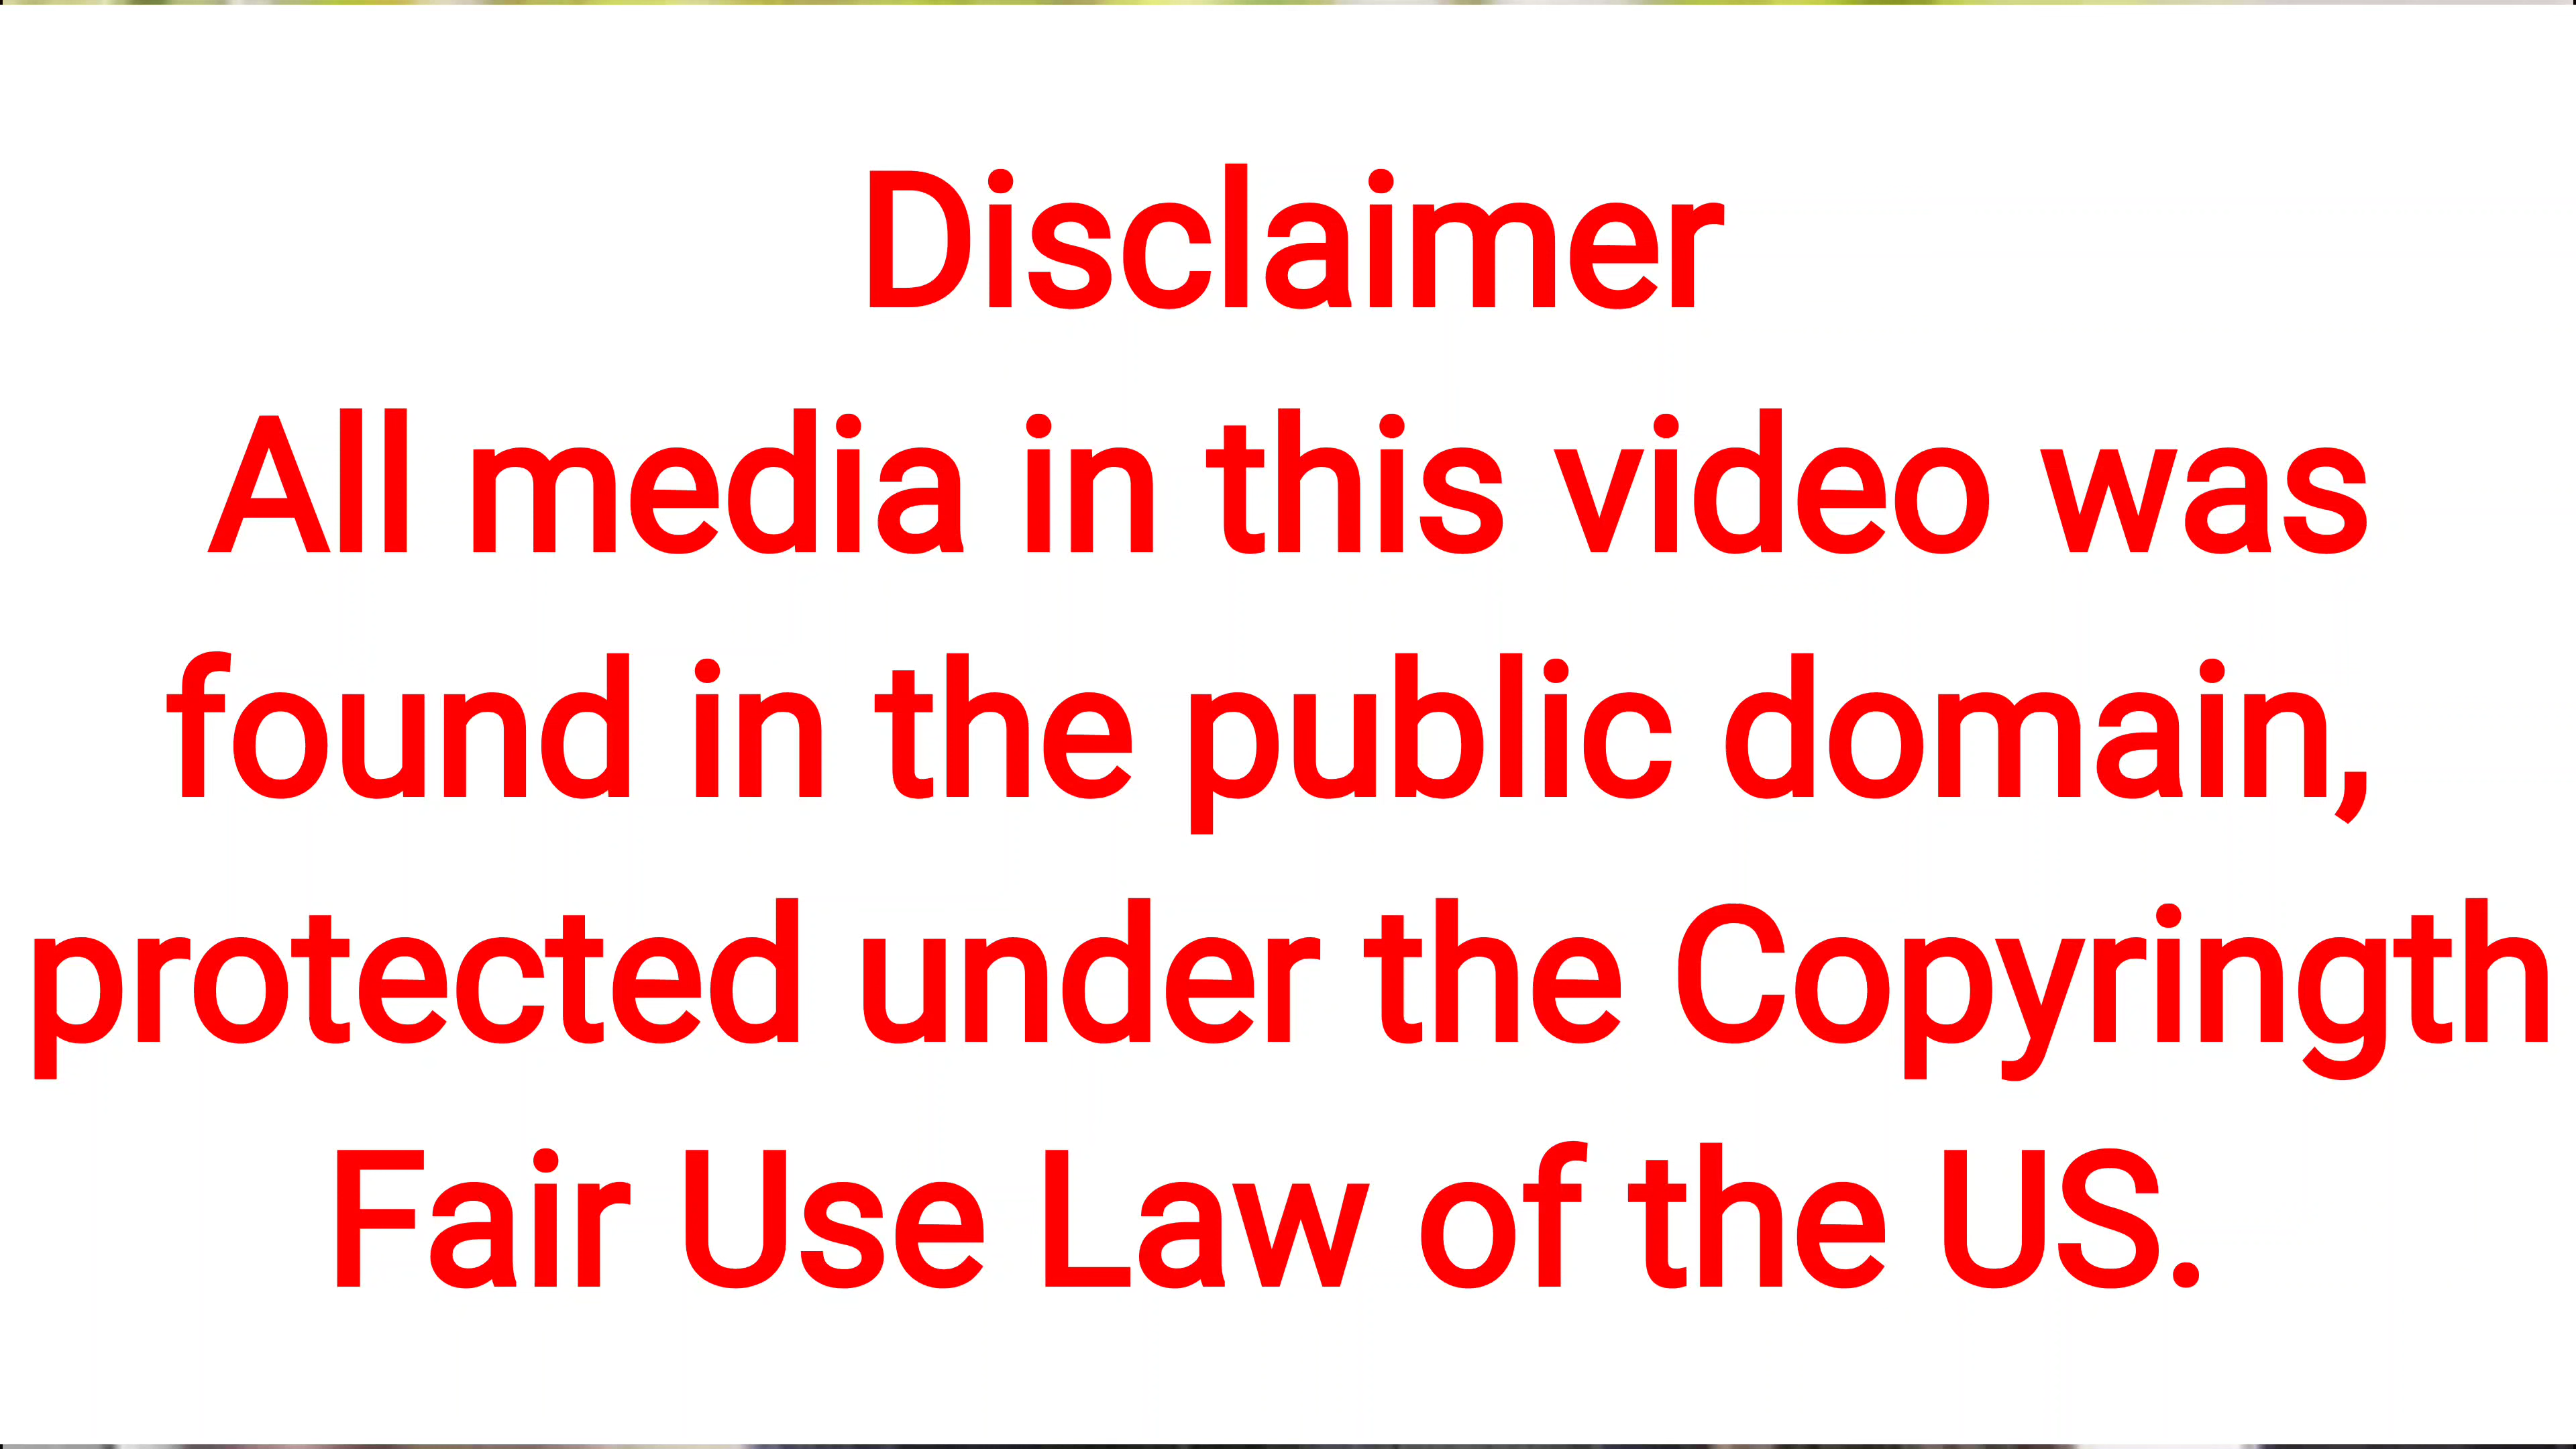 Disclaimer
All media in this video was
found in the public domain,
protected under the Copyringth
Fair Use Law of the US.